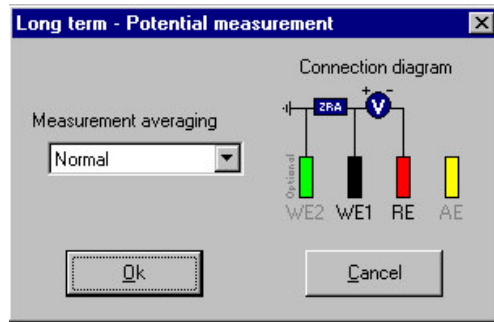 Long term - Potential measurement
Connection diagram
+ -
ZRA V
Measurement averaging
Normal
Optional
WE2 WE1 RE AE
Ok Cancel